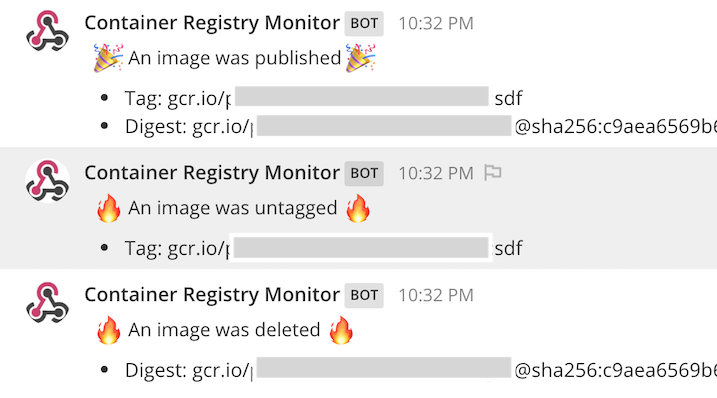 Container Registry Monitor BOT 10:32 PM
An image was published
• Tag: gcr.io/p sdf
• Digest: gcr.io/ @sha256:c9aea6569b6
Container Registry Monitor BOT 10:32 PM
An image was untagged
• Tag: gcr.io/p sdf
Container Registry Monitor BOT 10:32 PM
An image was deleted
• Digest: gcr.io/ @sha256:c9aea6569b6